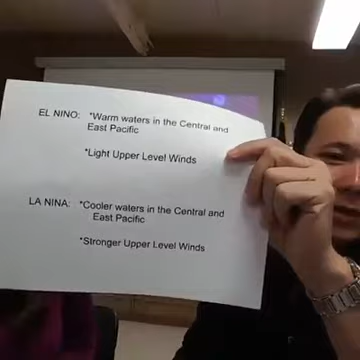 EL NINO: *Warm waters in the Central and
East Pacific
*Light Upper Level Winds
LA NINA: *Cooler waters in the Central and
East Pacific
*Stronger Upper Level Winds